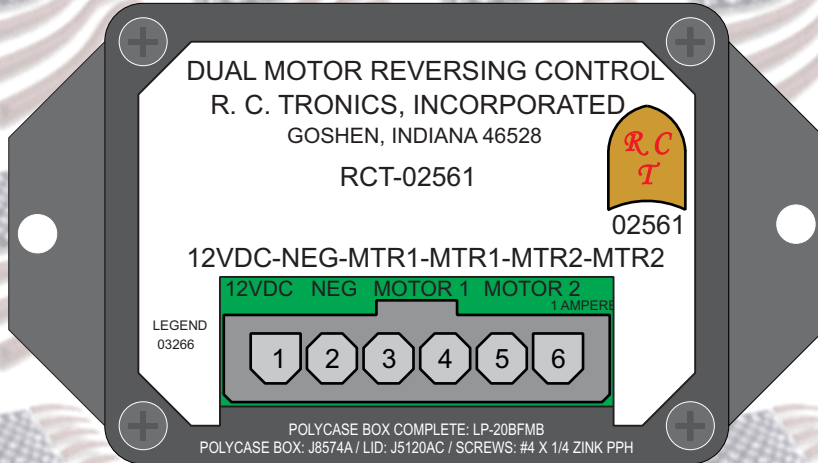 DUAL MOTOR REVERSING CONTROL
R. C. TRONICS, INCORPORATED
GOSHEN, INDIANA 46528
R C
T
RCT-02561
02561
12VDC-NEG-MTR1-MTR1-MTR2-MTR2
12VDC NEG MOTOR 1 MOTOR 2
1 AMPERE
LEGEND
03266
1 2 3 4 5 6
POLYCASE BOX COMPLETE: LP-20BFMB
POLYCASE BOX: J8574A / LID: J5120AC / SCREWS: #4 X 1/4 ZINK PPH